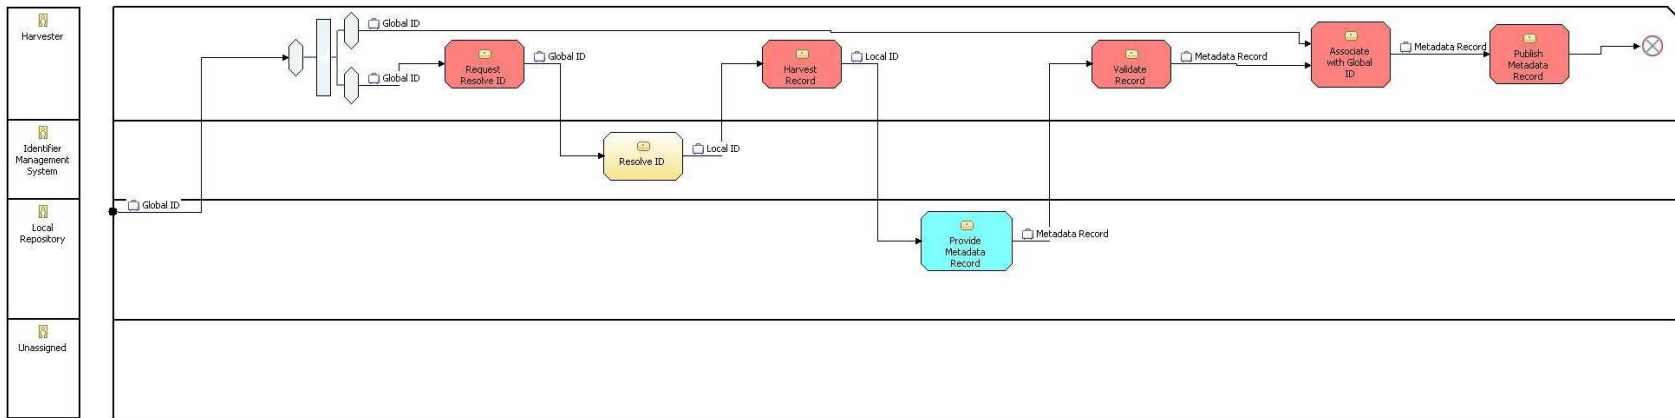 Harvester
Global ID
Global ID
Request
Resolve ID
Global ID
Harvest
Record
Local ID
Validate
Record
Metadata Record
Associate
with Global
ID
Metadata Record
Publish
Metadata
Record
Identifier
Management
System
Resolve ID
Local ID
Local
Repository
Global ID
Provide
Metadata
Record
Metadata Record
Unassigned